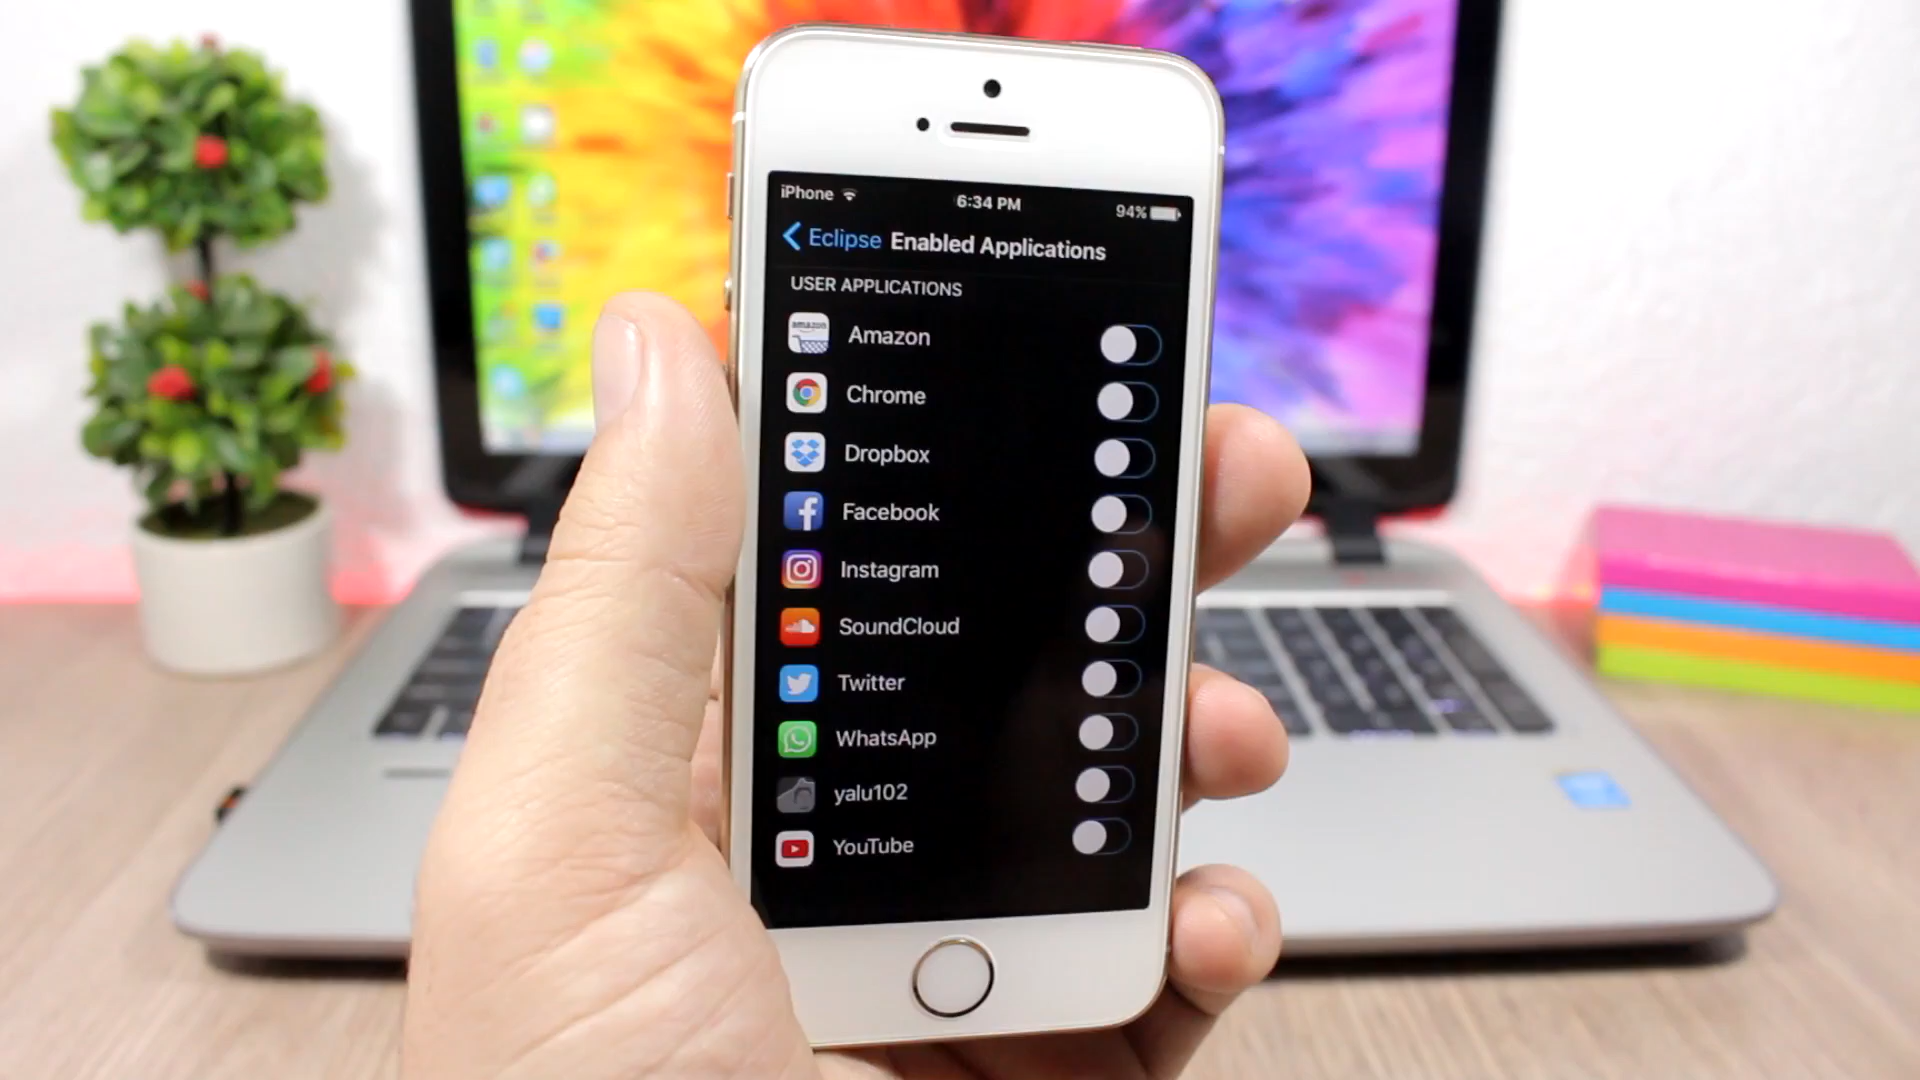 iPhone 6:34 PM 94%
Eclipse Enabled Applications
USER APPLICATIONS
amazon
Amazon
Chrome
Dropbox
Facebook
Instagram
SoundCloud
Twitter
WhatsApp
yalu102
YouTube